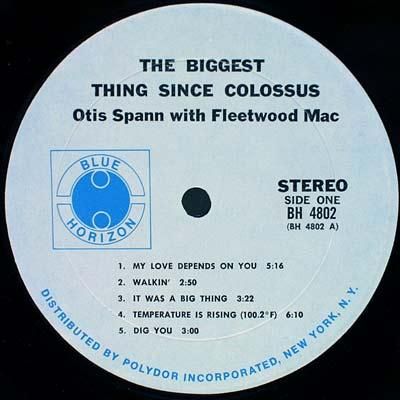 THE BIGGEST
THING SINCE COLOSSUS
Otis Spann with Fleetwood Mac
BLUE
HORIZON
STEREO
SIDE ONE
BH 4802
(BH 4802 A)
1. MY LOVE DEPENDS ON YOU 5:16
2. WALKIN' 2:50
3. IT WAS A BIG THING 3:22
4. TEMPERATURE IS RISING (100.2°F) 6:10
5. DIG YOU 3:00
DISTRIBUTED BY POLYDOR INCORPORATED, NEW YORK, N.Y.